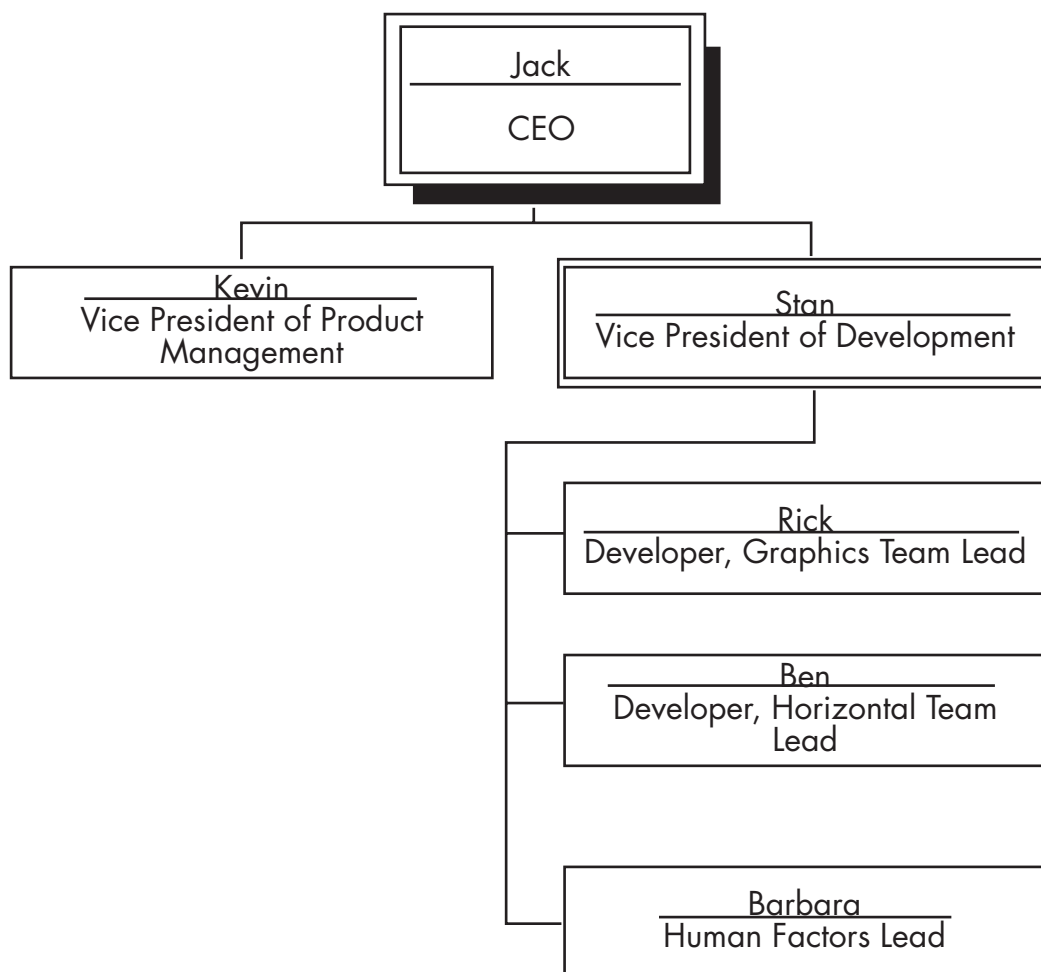 Jack
CEO
Kevin
Vice President of Product
Management
Stan
Vice President of Development
Rick
Developer, Graphics Team Lead
Ben
Developer, Horizontal Team
Lead
Barbara
Human Factors Lead